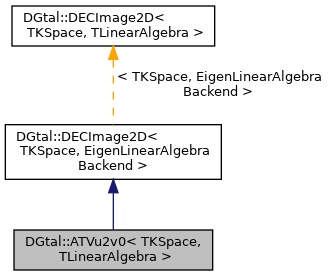 DGtal::DECImage2D<
TKSpace, TLinearAlgebra >
< TKSpace, EigenLinearAlgebra
Backend >
DGtal::DECImage2D<
TKSpace, EigenLinearAlgebra
Backend >
DGtal::ATVu2v0< TKSpace,
TLinearAlgebra >